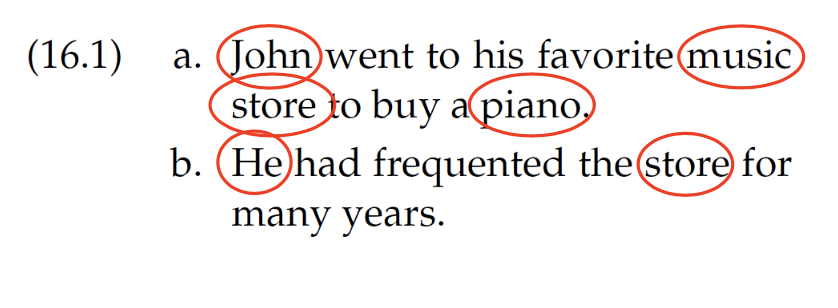 (16.1) a. John went to his favorite music
store to buy a piano.
b. He had frequented the store for
many years.